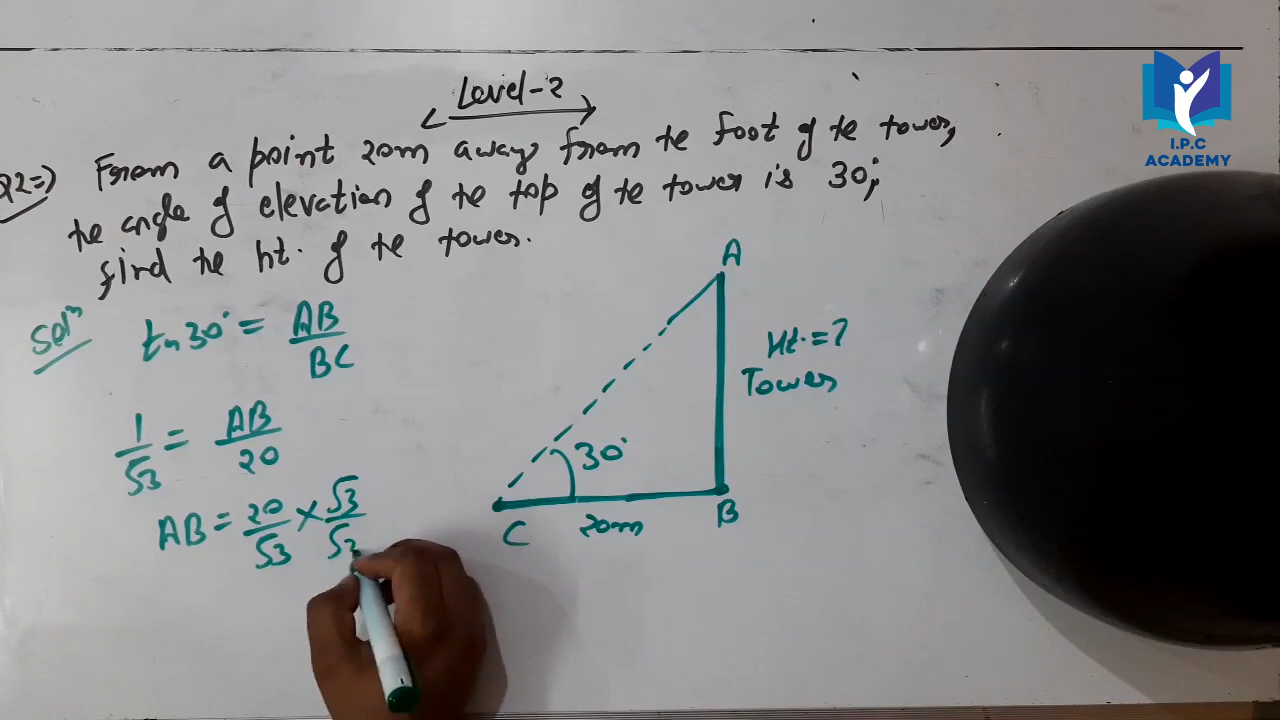 Level-2
I.P.C
ACADEMY
Q2=) From a point 20m away from te foot of te tower,
te angle of elevation of te top of te tower is 30°;
find te ht. of te tower.
Solⁿ
tn 30° = AB/BC
1/√3 = AB/20
AB = 20/√3 × √3/√3
A
Ht. = ?
Tower
30°
C
20m
B